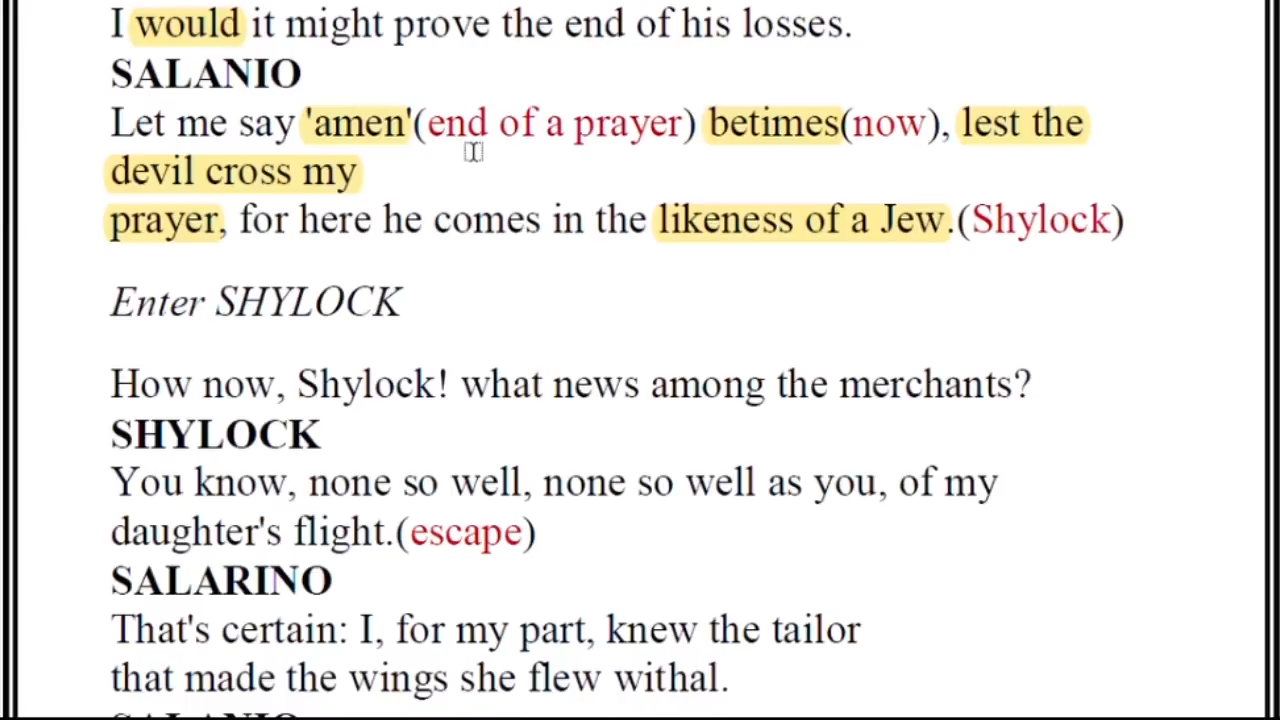 I would it might prove the end of his losses.
SALANIO
Let me say 'amen'(end of a prayer) betimes(now), lest the
devil cross my
prayer, for here he comes in the likeness of a Jew.(Shylock)
Enter SHYLOCK
How now, Shylock! what news among the merchants?
SHYLOCK
You know, none so well, none so well as you, of my
daughter's flight.(escape)
SALARINO
That's certain: I, for my part, knew the tailor
that made the wings she flew withal.
SALANIO